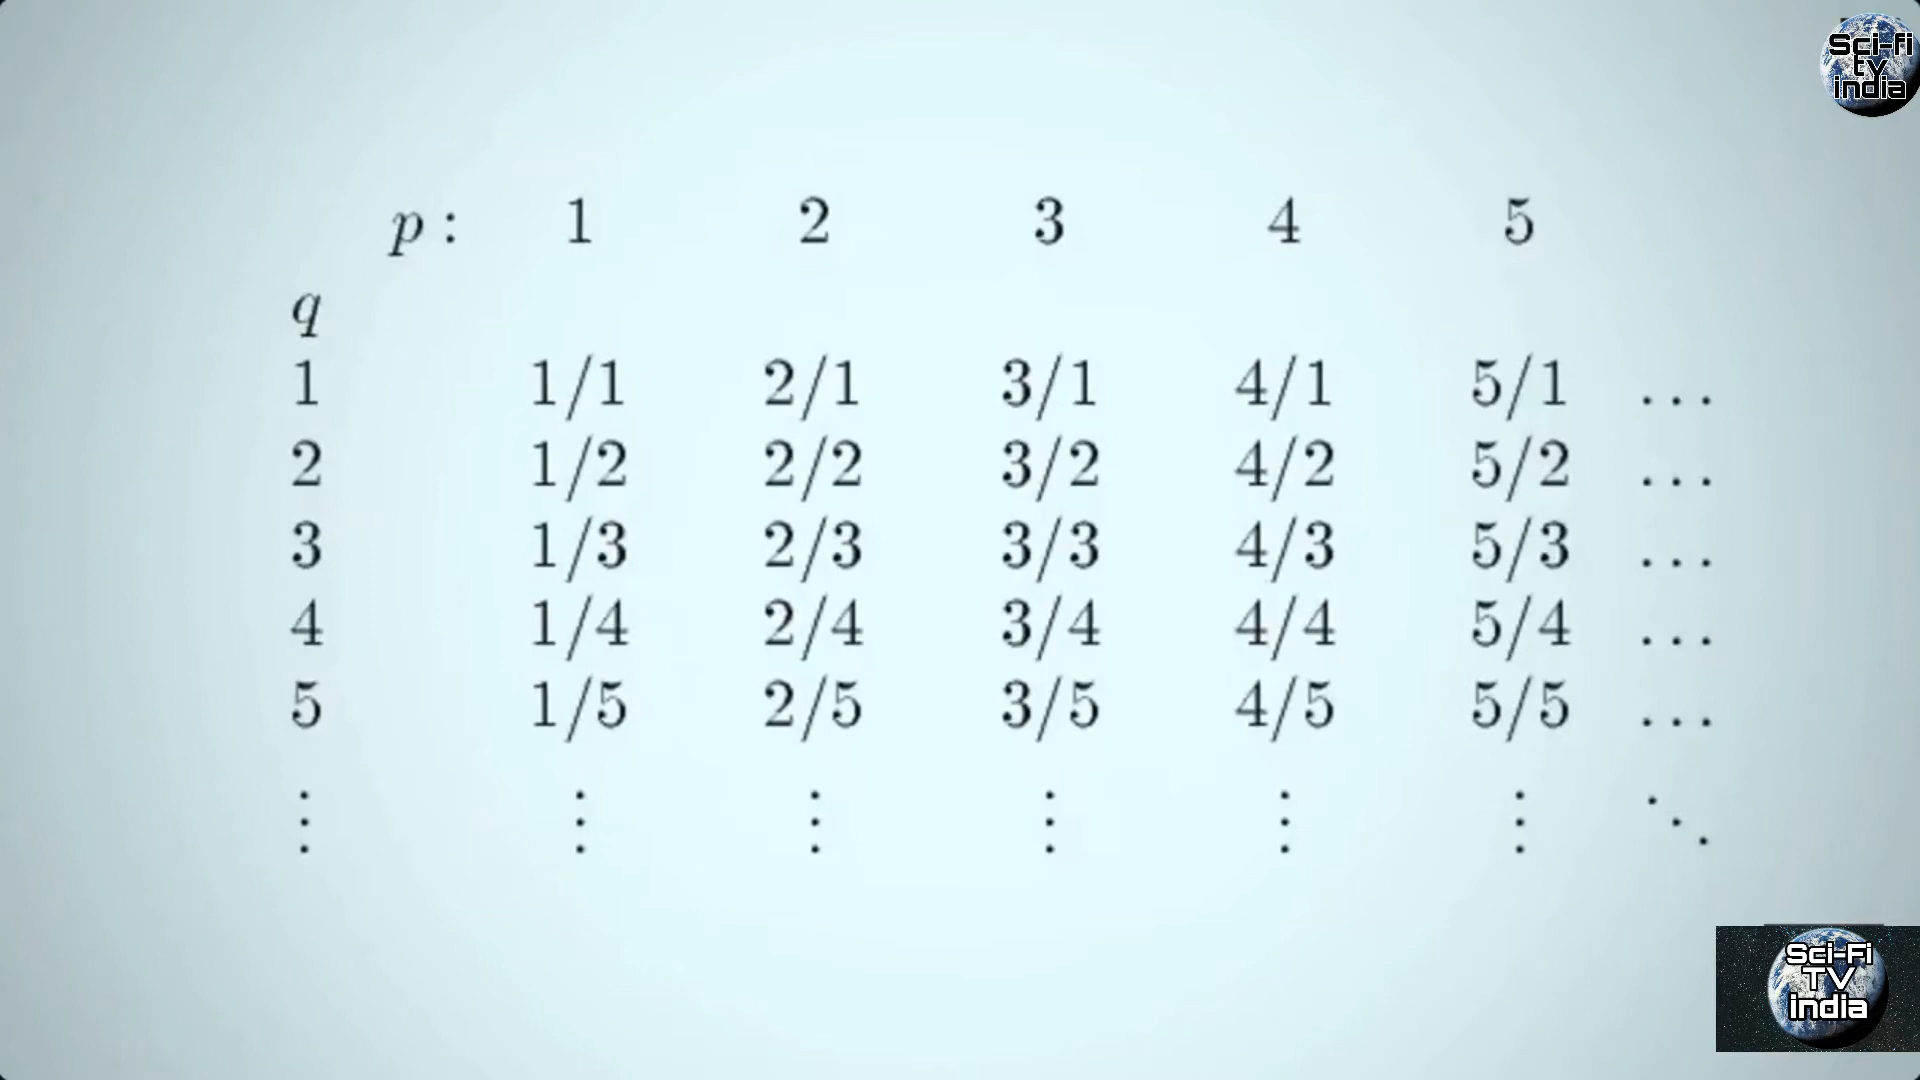 Sci-fi
tv
india
p : 1 2 3 4 5
q
1 1/1 2/1 3/1 4/1 5/1 ...
2 1/2 2/2 3/2 4/2 5/2 ...
3 1/3 2/3 3/3 4/3 5/3 ...
4 1/4 2/4 3/4 4/4 5/4 ...
5 1/5 2/5 3/5 4/5 5/5 ...
⋮ ⋮ ⋮ ⋮ ⋮ ⋮ ⋱
Sci-Fi
TV
india